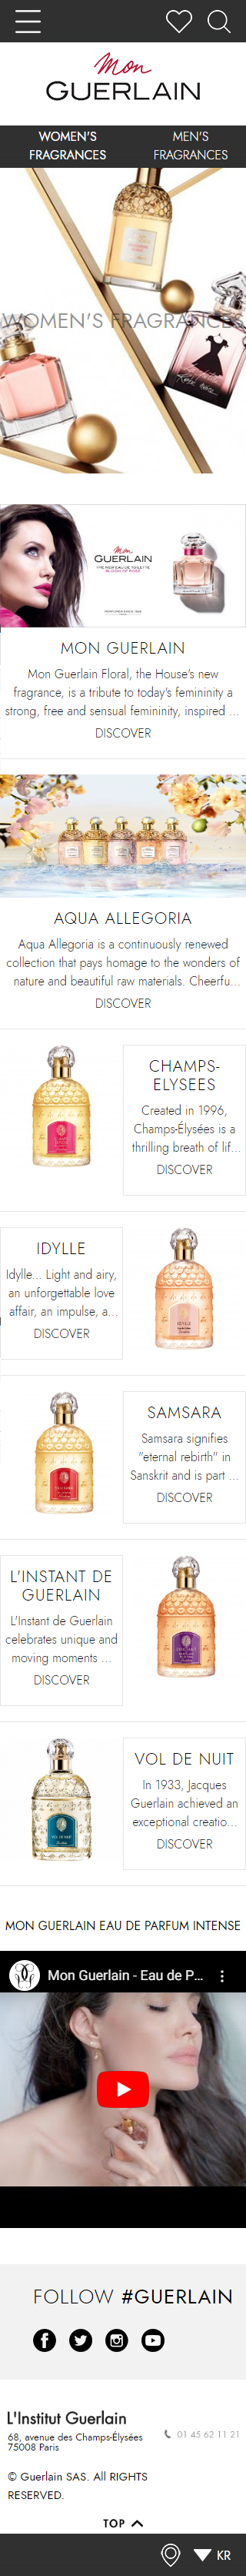 Mon
GUERLAIN
WOMEN'S
FRAGRANCES
MEN'S
FRAGRANCES
WOMEN'S FRAGRANCES
Mon
GUERLAIN
MON GUERLAIN
Mon Guerlain Floral, the House's new
fragrance, is a tribute to today's femininity a
strong, free and sensual femininity, inspired ...
DISCOVER
AQUA ALLEGORIA
Aqua Allegoria is a continuously renewed
collection that pays homage to the wonders of
nature and beautiful raw materials. Cheerfu...
DISCOVER
CHAMPS-
ELYSEES
Created in 1996,
Champs-Élysées is a
thrilling breath of lif...
DISCOVER
IDYLLE
Idylle... Light and airy,
an unforgettable love
affair, an impulse, a...
DISCOVER
SAMSARA
Samsara signifies
"eternal rebirth" in
Sanskrit and is part ...
DISCOVER
L'INSTANT DE
GUERLAIN
L'Instant de Guerlain
celebrates unique and
moving moments ...
DISCOVER
VOL DE NUIT
In 1933, Jacques
Guerlain achieved an
exceptional creatio...
DISCOVER
MON GUERLAIN EAU DE PARFUM INTENSE
Mon Guerlain - Eau de P...
FOLLOW #GUERLAIN
L'Institut Guerlain
68, avenue des Champs-Élysées
75008 Paris
01 45 62 11 21
© Guerlain SAS. All RIGHTS
RESERVED.
TOP
KR